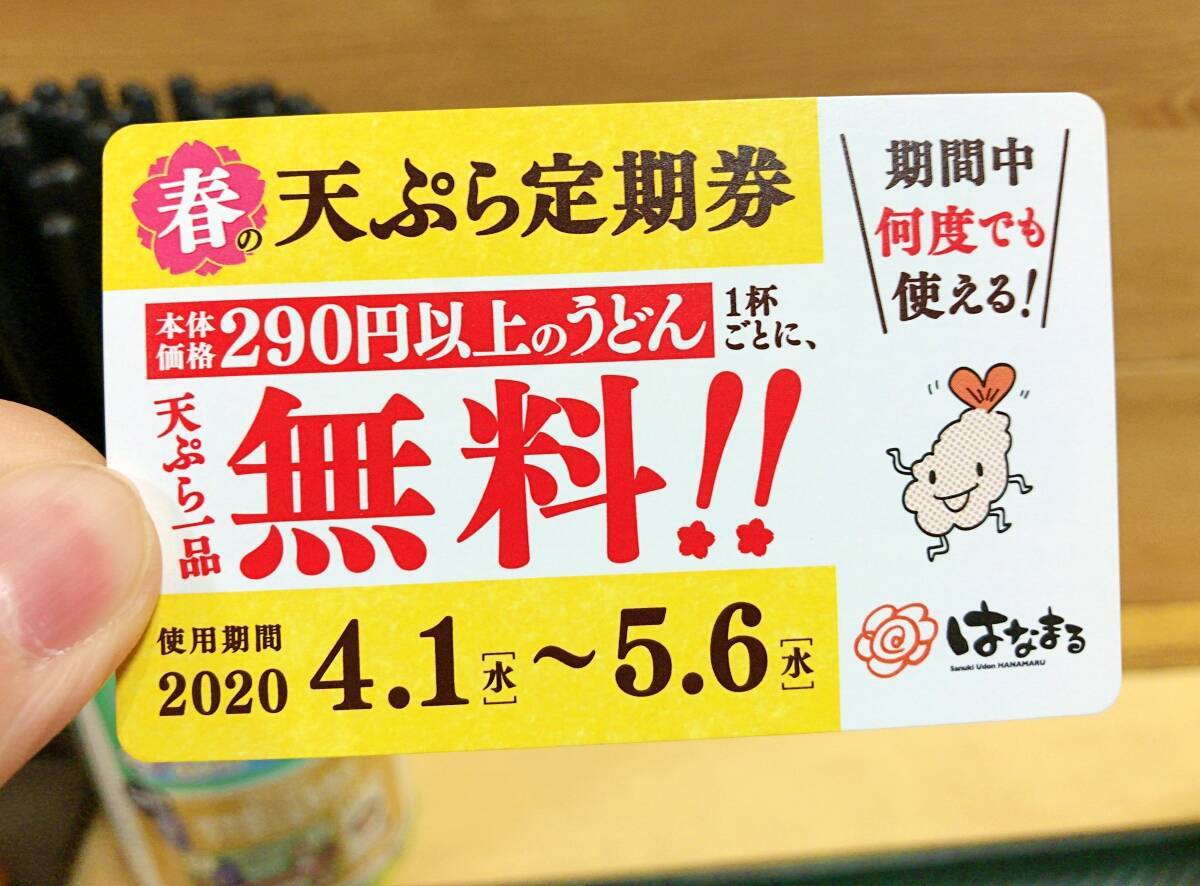 春の天ぷら定期券
本体価格290円以上のうどん1杯ごとに、
天ぷら一品
無料!!
使用期間
2020 4.1[水]~5.6[水]
期間中
何度でも
使える!
はなまる
Sanuki Udon HANAMARU